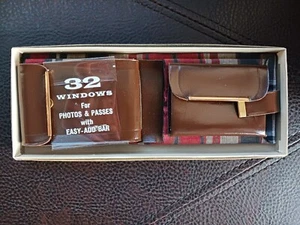 32
WINDOWS
For
PHOTOS & PASSES
with
EASY-ADD BAR